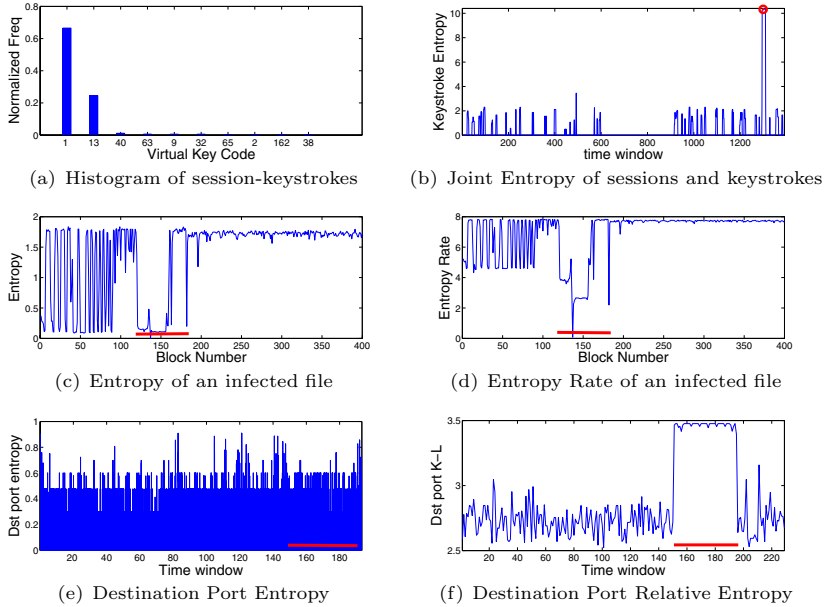 0.8
0.6
0.4
0.2
0
Normalized Freq
1 13 40 63 9 32 65 2 162 38
Virtual Key Code
(a) Histogram of session-keystrokes
10
8
6
4
2
0
Keystroke Entropy
200 400 600 800 1000 1200
time window
(b) Joint Entropy of sessions and keystrokes
2
1.5
1
0.5
0
Entropy
0 50 100 150 200 250 300 350 400
Block Number
(c) Entropy of an infected file
8
6
4
2
0
Entropy Rate
0 50 100 150 200 250 300 350 400
Block Number
(d) Entropy Rate of an infected file
1
0.8
0.6
0.4
0.2
0
Dst port entropy
20 40 60 80 100 120 140 160 180
Time window
(e) Destination Port Entropy
3.5
3
2.5
Dst port K-L
20 40 60 80 100 120 140 160 180 200 220
Time window
(f) Destination Port Relative Entropy